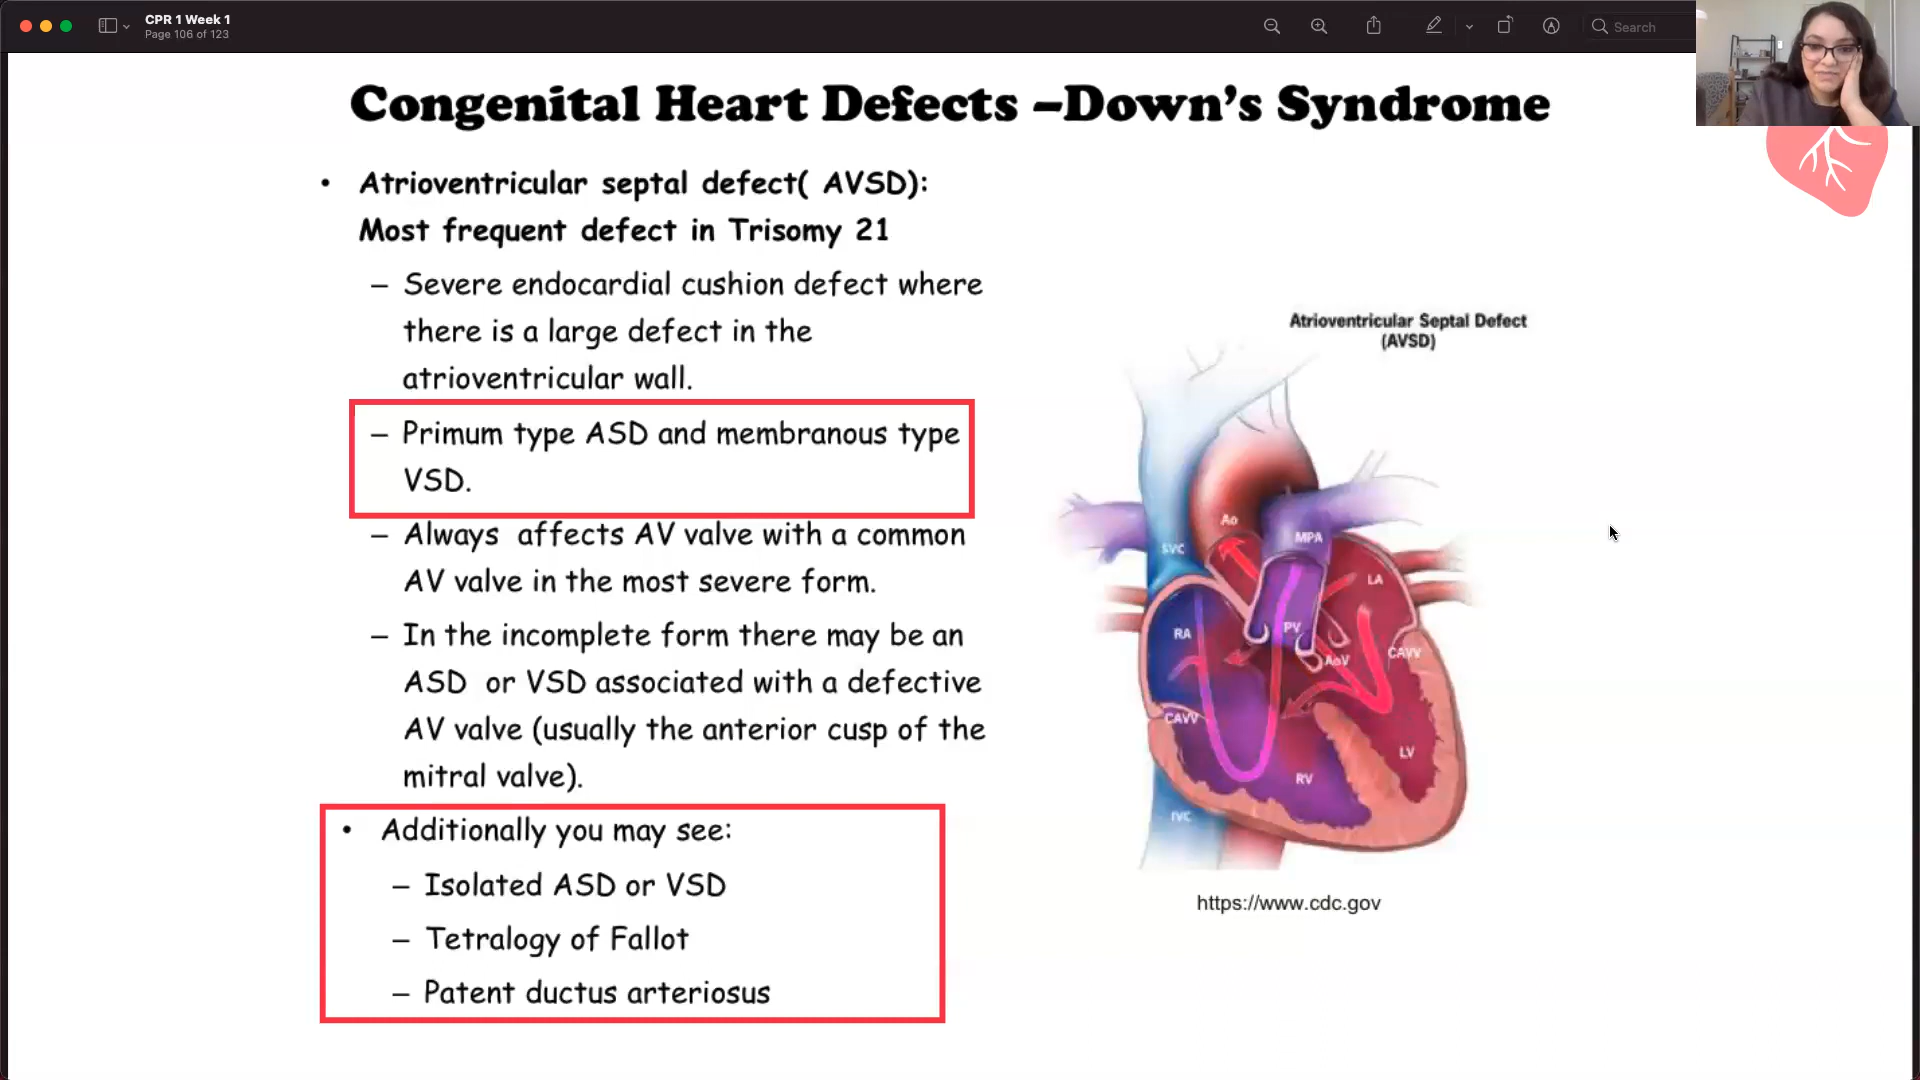 CPR 1 Week 1
Page 106 of 123
Search
Congenital Heart Defects –Down's Syndrome
• Atrioventricular septal defect( AVSD):
Most frequent defect in Trisomy 21
– Severe endocardial cushion defect where
there is a large defect in the
atrioventricular wall.
– Primum type ASD and membranous type
VSD.
– Always affects AV valve with a common
AV valve in the most severe form.
– In the incomplete form there may be an
ASD or VSD associated with a defective
AV valve (usually the anterior cusp of the
mitral valve).
• Additionally you may see:
– Isolated ASD or VSD
– Tetralogy of Fallot
– Patent ductus arteriosus
Atrioventricular Septal Defect
(AVSD)
Ao
MPA
SVC
LA
PV
RA
AoV
CAVV
CAVV
LV
RV
IVC
https://www.cdc.gov